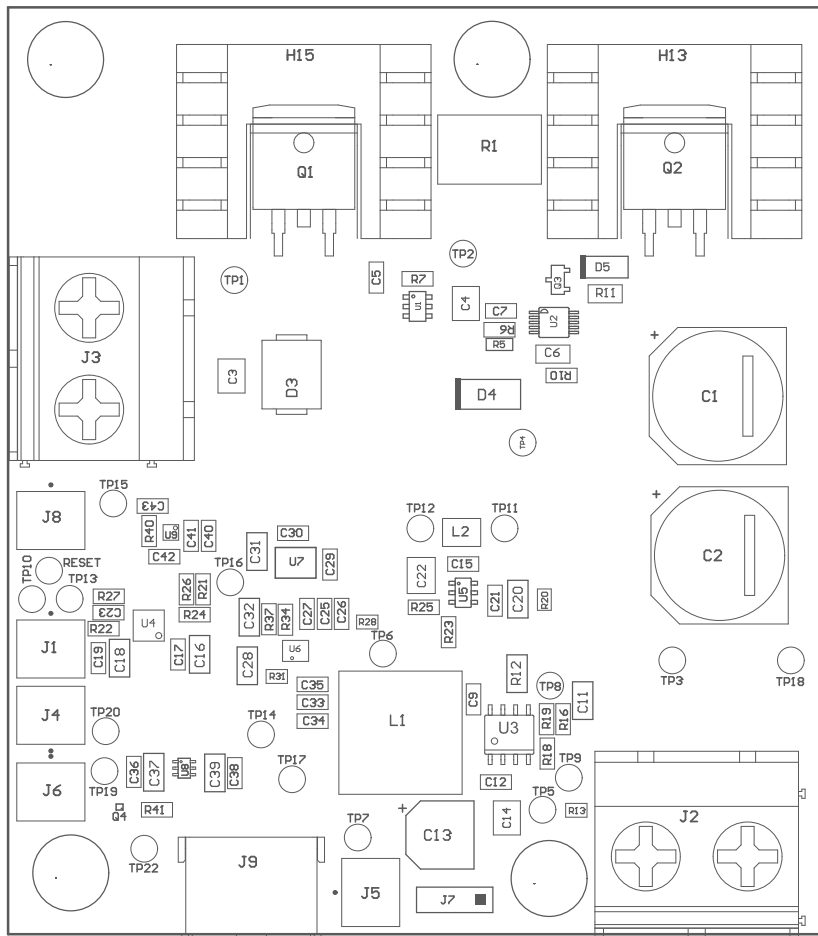 H15
H13
R1
Q1
Q2
TP1
TP2
C5
R7
U1
C4
C7
R6
R5
Q3
D5
R11
U2
C6
R10
J3
C3
D3
D4
TP4
C1
C2
TP15
J8
C43
R40
U9
C41
C40
C42
C31
C30
U7
C29
TP12
L2
TP11
RESET
TP10
TP13
TP16
R27
C23
R22
R26
R21
R24
U4
C22
C15
U5
C21
C20
R20
R25
R23
C32
R37
R34
C27
C25
C26
R28
J1
C19
C18
C17
C16
C28
U6
R31
TP6
C35
C33
C34
L1
C9
R12
TP8
C11
TP3
TP18
J4
TP20
TP14
U3
R19
R16
R18
TP19
TP17
TP9
J6
C36
C37
U8
C39
C38
C12
Q4
R41
TP22
TP7
C13
C14
TP5
R13
J2
J9
J5
J7